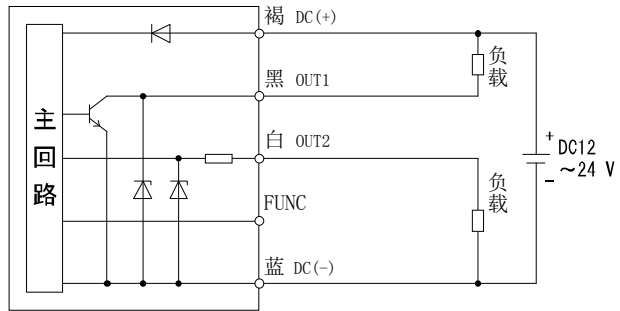 褐 DC(+)
负载
黑 OUT1
主回路
白 OUT2
+
DC12
～24 V
-
负载
FUNC
蓝 DC(-)